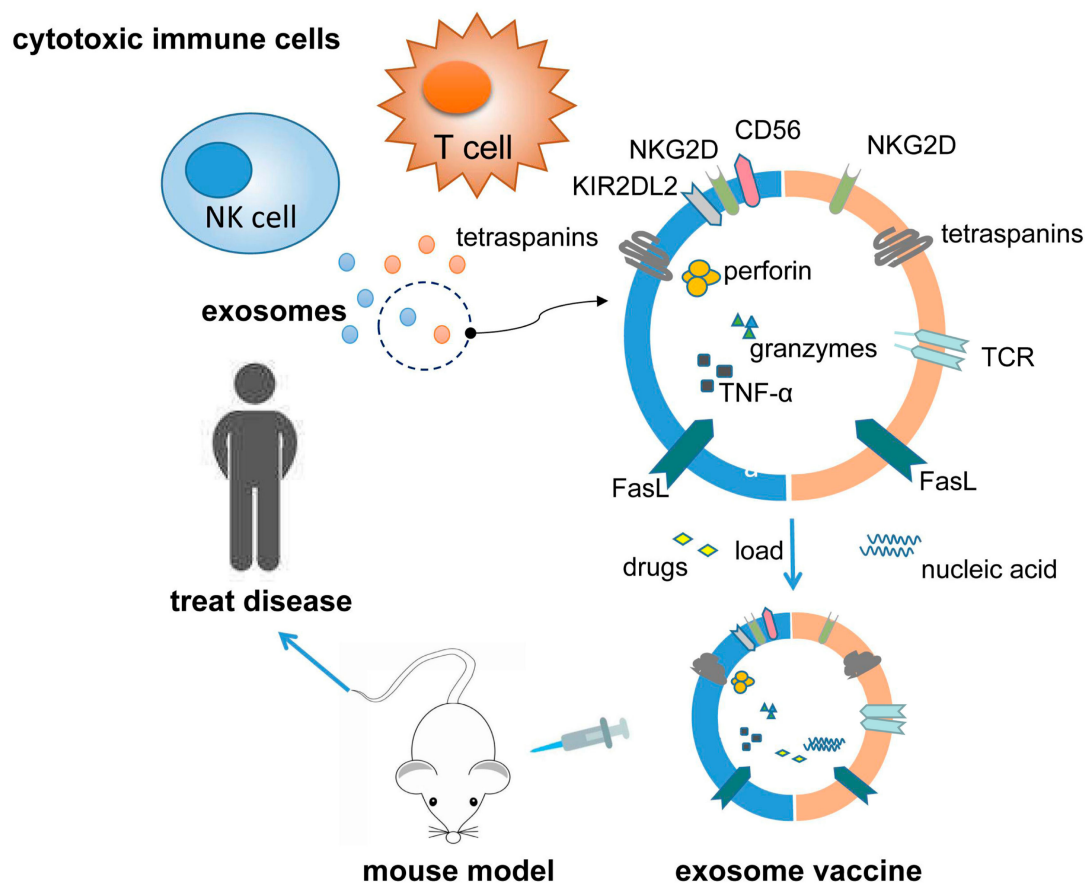 cytotoxic immune cells
T cell
NK cell
CD56
NKG2D
NKG2D
KIR2DL2
tetraspanins
tetraspanins
perforin
exosomes
granzymes
TCR
TNF-α
α
FasL
FasL
load
drugs
nucleic acid
treat disease
mouse model
exosome vaccine